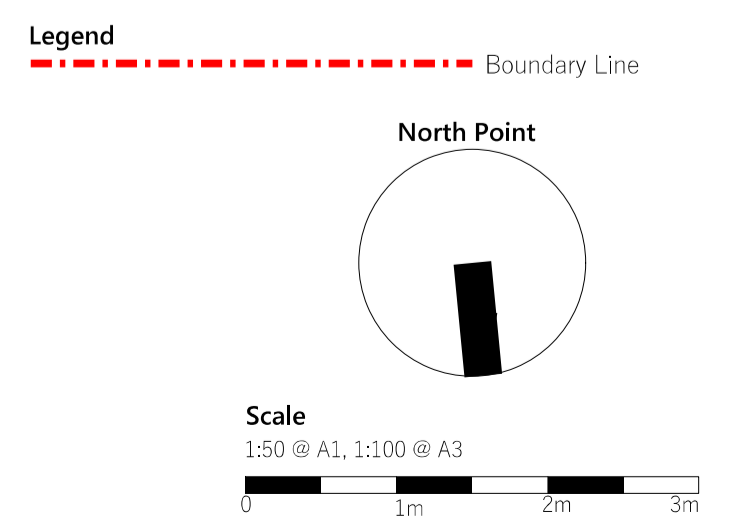 Legend
Boundary Line
North Point
Scale
1:50 @ A1, 1:100 @ A3
0 1m 2m 3m